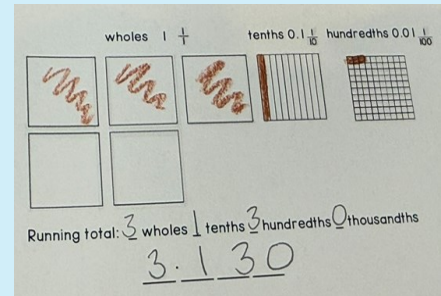 wholes 1 1/1 tenths 0.1 1/10 hundredths 0.01 1/100
Running total: 3 wholes 1 tenths 3 hundredths 0 thousandths
3.130